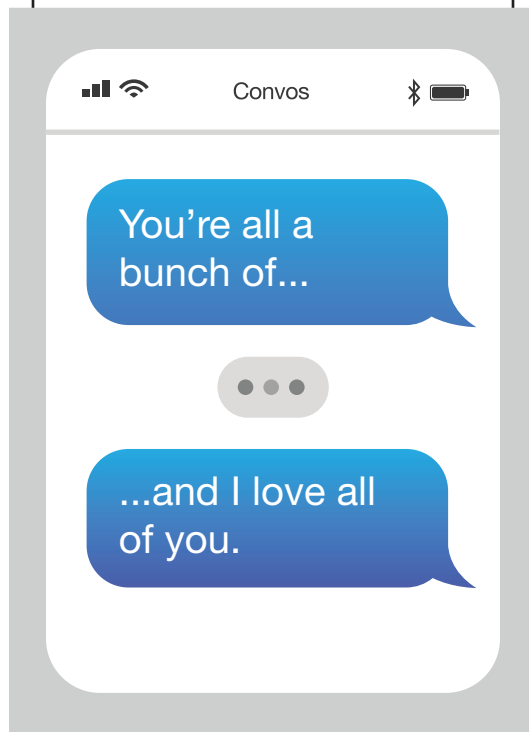 Convos
You’re all a
bunch of...
...and I love all
of you.